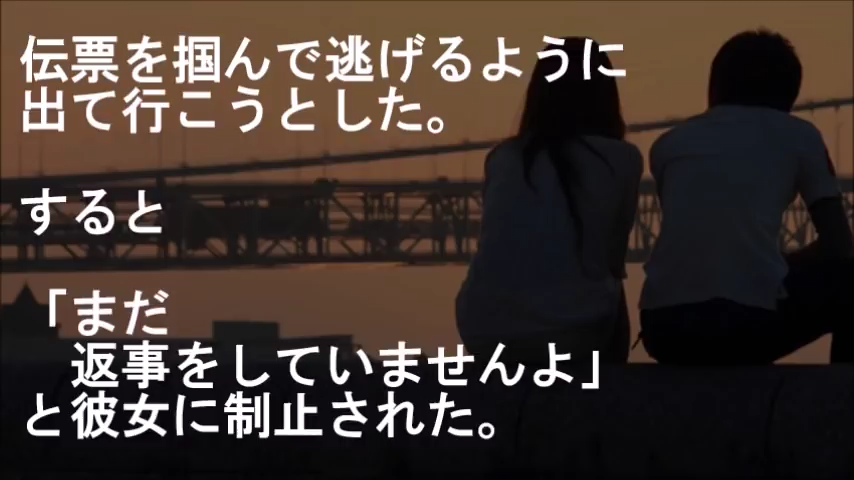 伝票を掴んで逃げるように
出て行こうとした。
すると
「まだ
返事をしていませんよ」
と彼女に制止された。